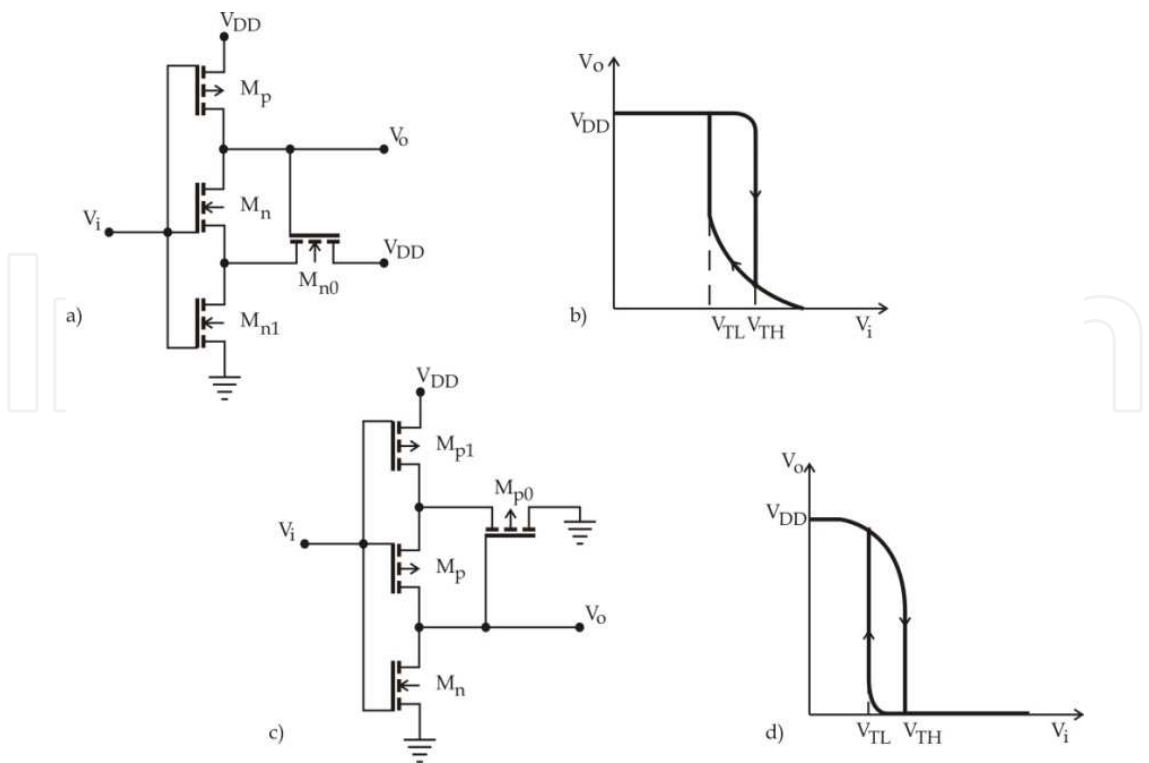 V_DD
M_p
V_o
M_n
V_i
V_DD
M_n0
M_n1
a)
V_o
V_DD
b)
V_TL V_TH
V_i
V_DD
M_p1
M_p0
V_i
M_p
V_o
M_n
c)
V_o
V_DD
d)
V_TL V_TH
V_i